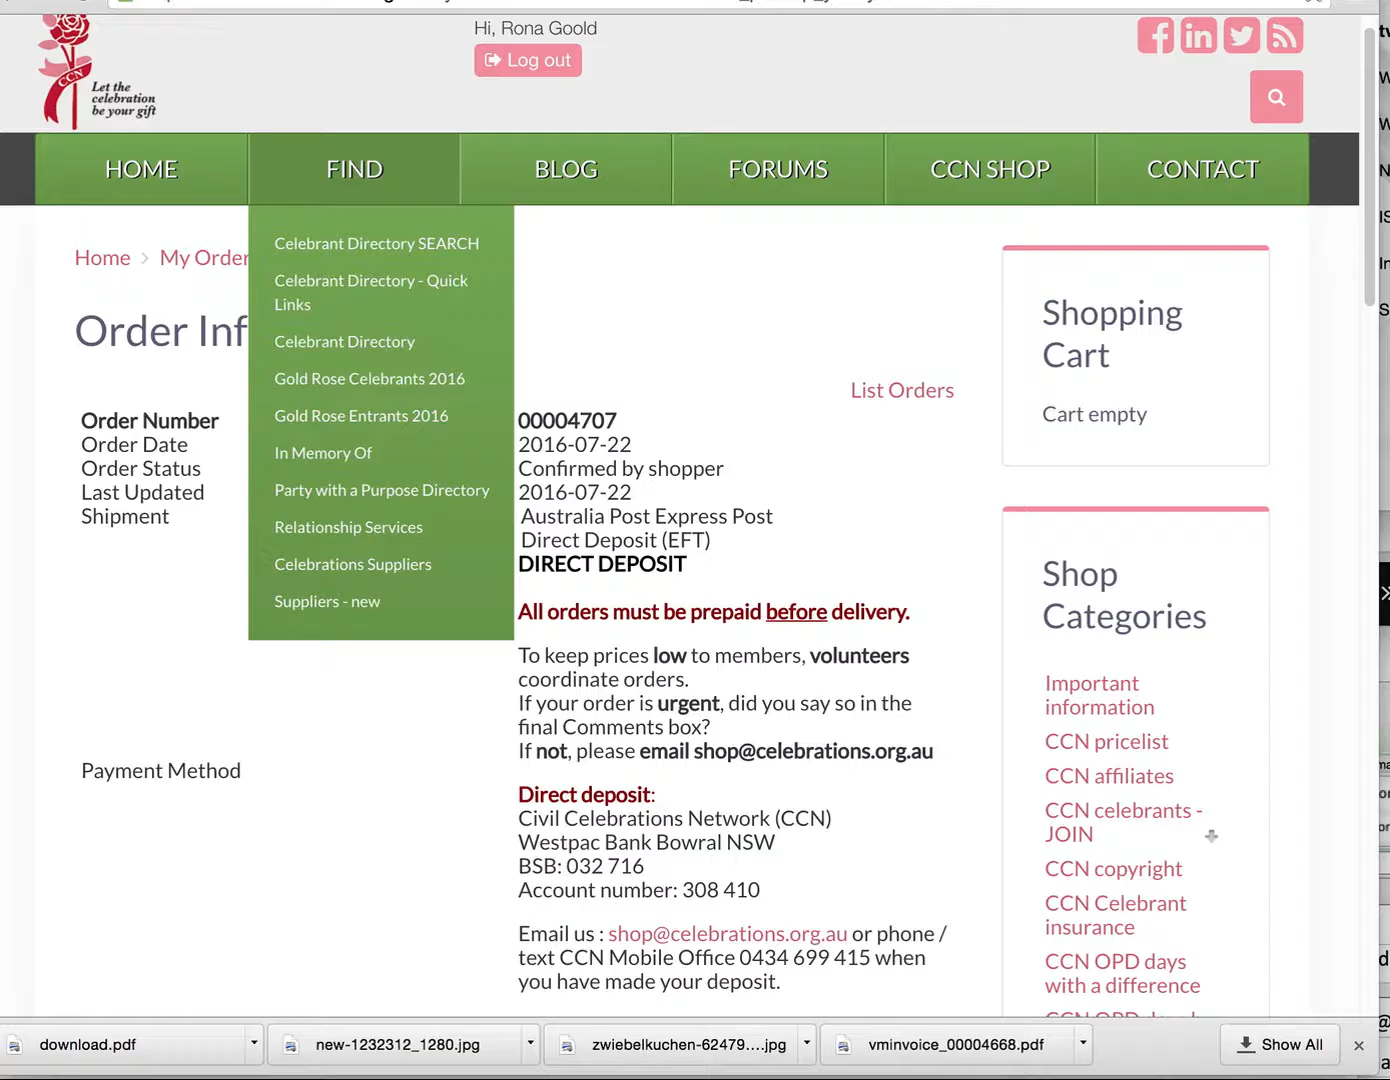 Hi, Rona Goold
Log out
CCN
Let the
celebration
be your gift
HOME
FIND
BLOG
FORUMS
CCN SHOP
CONTACT
Celebrant Directory SEARCH
Celebrant Directory - Quick
Links
Celebrant Directory
Gold Rose Celebrants 2016
Gold Rose Entrants 2016
In Memory Of
Party with a Purpose Directory
Relationship Services
Celebrations Suppliers
Suppliers - new
Home > My Order
Order Inf
List Orders
Order Number 00004707
Order Date 2016-07-22
Order Status Confirmed by shopper
Last Updated 2016-07-22
Shipment Australia Post Express Post
Direct Deposit (EFT)
DIRECT DEPOSIT
All orders must be prepaid before delivery.
To keep prices low to members, volunteers
coordinate orders.
If your order is urgent, did you say so in the
final Comments box?
If not, please email shop@celebrations.org.au
Payment Method
Direct deposit:
Civil Celebrations Network (CCN)
Westpac Bank Bowral NSW
BSB: 032 716
Account number: 308 410
Email us : shop@celebrations.org.au or phone /
text CCN Mobile Office 0434 699 415 when
you have made your deposit.
Shopping
Cart
Cart empty
Shop
Categories
Important
information
CCN pricelist
CCN affiliates
CCN celebrants -
JOIN
CCN copyright
CCN Celebrant
insurance
CCN OPD days
with a difference
download.pdf
new-1232312_1280.jpg
zwiebelkuchen-62479....jpg
vminvoice_00004668.pdf
Show All